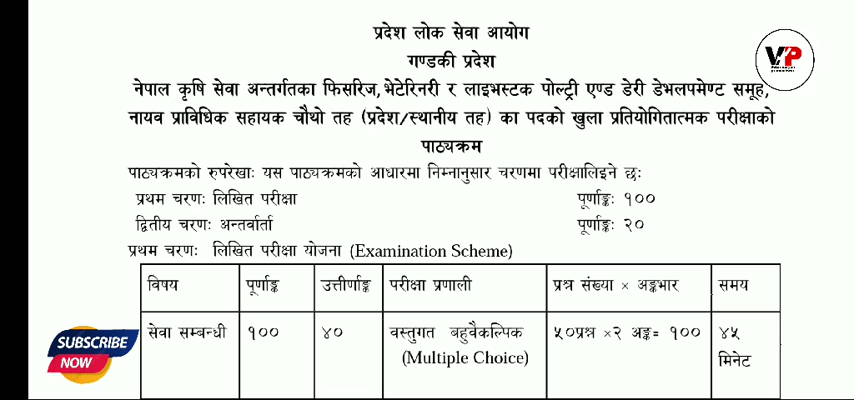 प्रदेश लोक सेवा आयोग
गण्डकी प्रदेश
नेपाल कृषि सेवा अन्तर्गतका फिसरिज,भेटेरिनरी र लाइभस्टक पोल्ट्री एण्ड डेरी डेभलपमेण्ट समूह,
नायव प्राविधिक सहायक चौथो तह (प्रदेश/स्थानीय तह) का पदको खुला प्रतियोगितात्मक परीक्षाको
पाठ्यक्रम
पाठ्यक्रमको रुपरेखाः यस पाठ्यक्रमको आधारमा निम्नानुसार चरणमा परीक्षालिइने छः
प्रथम चरणः लिखित परीक्षा पूर्णाङ्कः १००
द्वितीय चरणः अन्तर्वार्ता पूर्णाङ्कः २०
प्रथम चरणः लिखित परीक्षा योजना (Examination Scheme)
विषय पूर्णाङ्क उत्तीर्णाङ्क परीक्षा प्रणाली प्रश्न संख्या × अङ्कभार समय
सेवा सम्बन्धी १०० ४० वस्तुगत बहुवैकल्पिक ५०प्रश्न ×२ अङ्क= १०० ४५
(Multiple Choice) मिनेट
VP
SUBSCRIBE
NOW